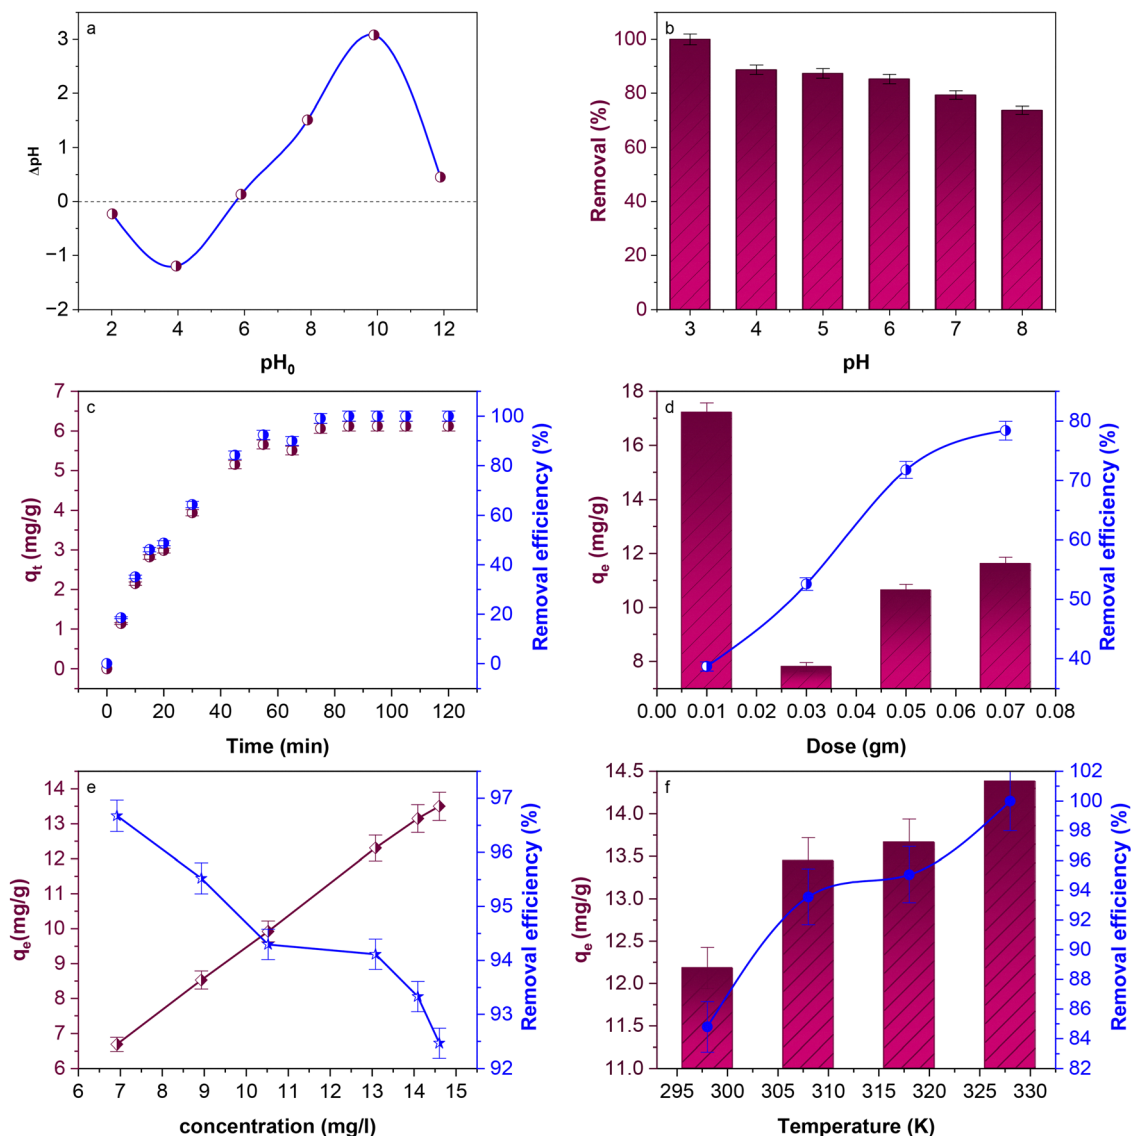 a
3
2
1
0
−1
−2
ΔpH
2 4 6 8 10 12
pH₀
b
100
80
60
40
20
0
Removal (%)
3 4 5 6 7 8
pH
c
7
6
5
4
3
2
1
0
qt (mg/g)
100
80
60
40
20
0
Removal efficiency (%)
0 20 40 60 80 100 120
Time (min)
d
18
16
14
12
10
8
qe (mg/g)
80
70
60
50
40
Removal efficiency (%)
0.00 0.01 0.02 0.03 0.04 0.05 0.06 0.07 0.08
Dose (gm)
e
14
13
12
11
10
9
8
7
6
qe(mg/g)
97
96
95
94
93
92
Removal efficiency (%)
6 7 8 9 10 11 12 13 14 15
concentration (mg/l)
f
14.5
14.0
13.5
13.0
12.5
12.0
11.5
11.0
qe (mg/g)
102
100
98
96
94
92
90
88
86
84
82
Removal efficiency (%)
295 300 305 310 315 320 325 330
Temperature (K)